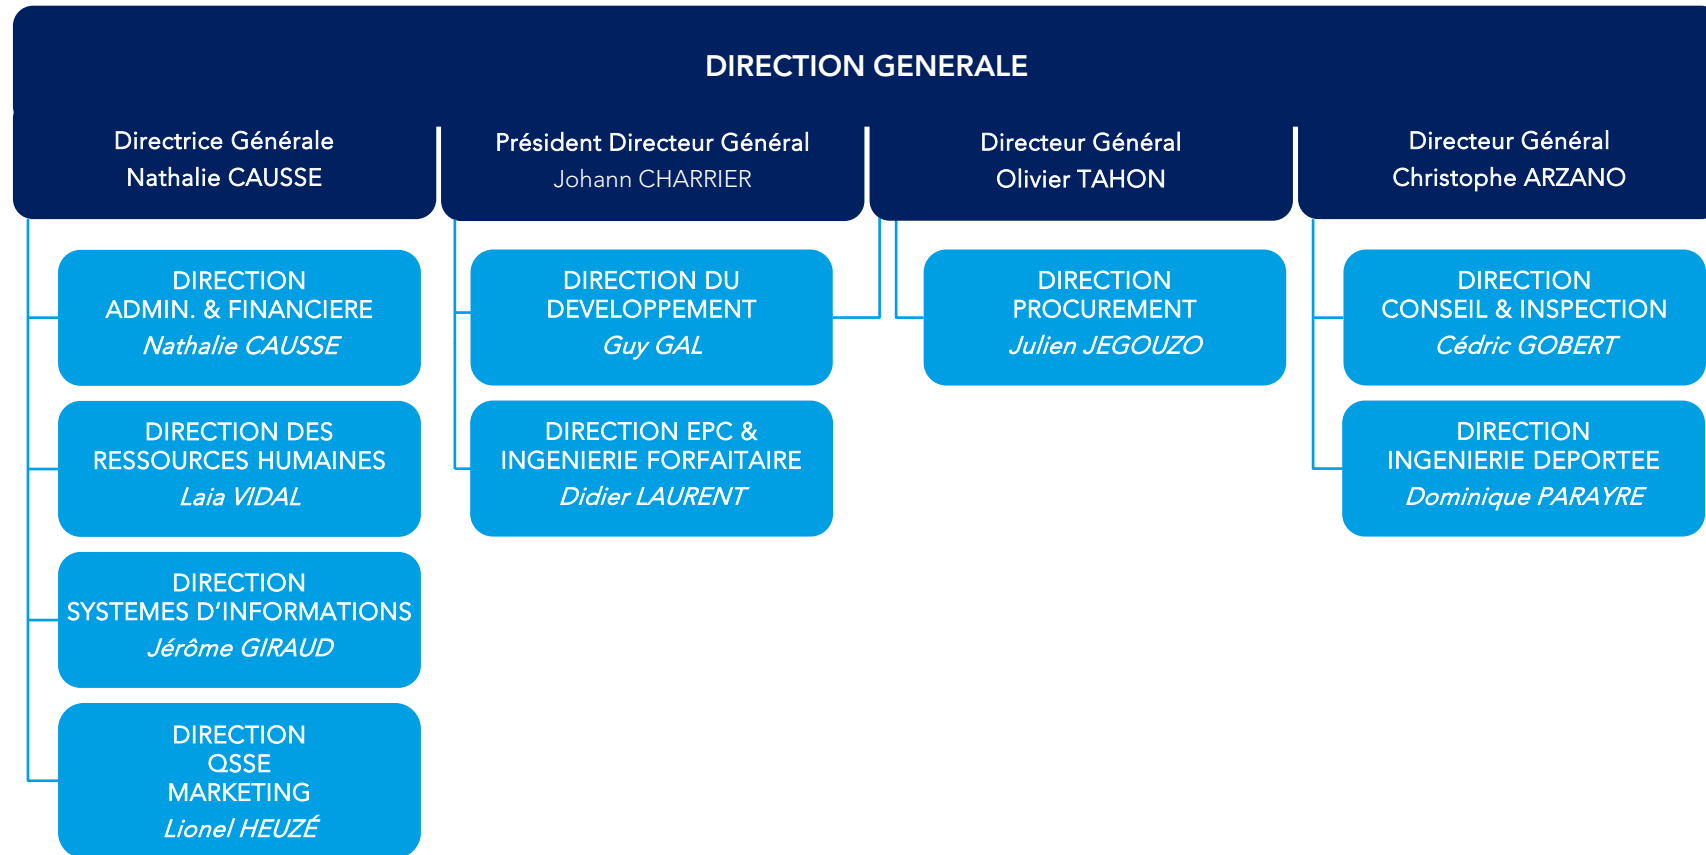 DIRECTION GENERALE
Directrice Générale
Nathalie CAUSSE
Président Directeur Général
Johann CHARRIER
Directeur Général
Olivier TAHON
Directeur Général
Christophe ARZANO
DIRECTION
ADMIN. & FINANCIERE
Nathalie CAUSSE
DIRECTION DES
RESSOURCES HUMAINES
Laia VIDAL
DIRECTION
SYSTEMES D’INFORMATIONS
Jérôme GIRAUD
DIRECTION
QSSE
MARKETING
Lionel HEUZÉ
DIRECTION DU
DEVELOPPEMENT
Guy GAL
DIRECTION EPC &
INGENIERIE FORFAITAIRE
Didier LAURENT
DIRECTION
PROCUREMENT
Julien JEGOUZO
DIRECTION
CONSEIL & INSPECTION
Cédric GOBERT
DIRECTION
INGENIERIE DEPORTEE
Dominique PARAYRE